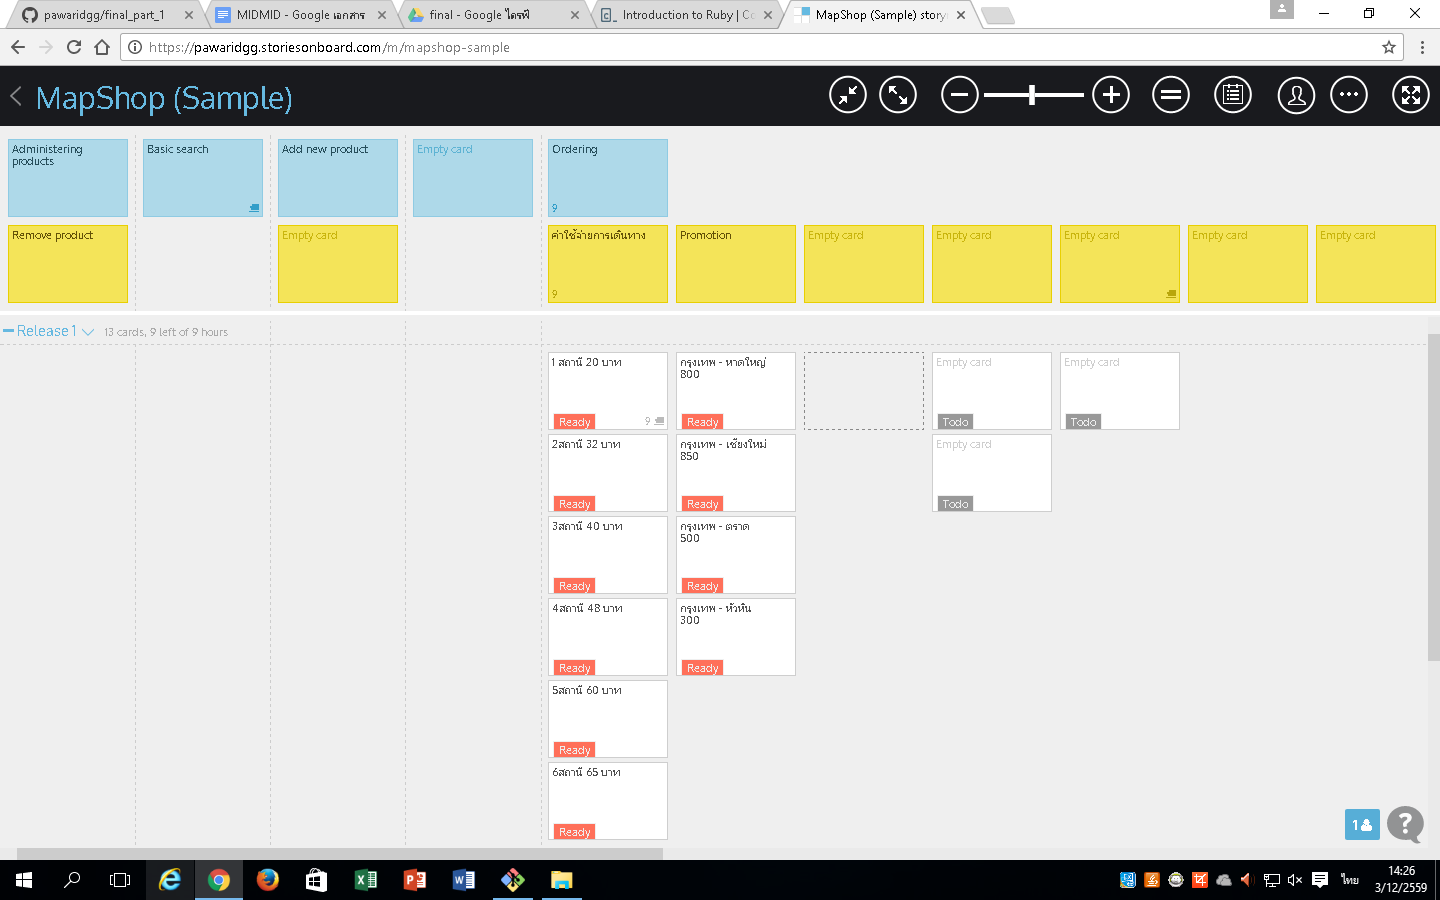 pawaridgg/final_part_1
MIDMID - Google เอกสาร
final - Google ไดรฟ์
Introduction to Ruby | Co
MapShop (Sample) story
https://pawaridgg.storiesonboard.com/m/mapshop-sample
MapShop (Sample)
Administering
products
Basic search
Add new product
Empty card
Ordering
9
Remove product
Empty card
ค่าใช้จ่ายการเดินทาง
9
Promotion
Empty card
Empty card
Empty card
Empty card
Empty card
Release 1
13 cards, 9 left of 9 hours
1 สถานี 20 บาท
Ready
9
กรุงเทพ - หาดใหญ่
800
Ready
Empty card
Todo
Empty card
Todo
2สถานี 32 บาท
Ready
กรุงเทพ - เชียงใหม่
850
Ready
Empty card
Todo
3สถานี 40 บาท
Ready
กรุงเทพ - ตราด
500
Ready
4สถานี 48 บาท
Ready
กรุงเทพ - หัวหิน
300
Ready
5สถานี 60 บาท
Ready
6สถานี 65 บาท
Ready
1
?
ไทย
14:26
3/12/2559